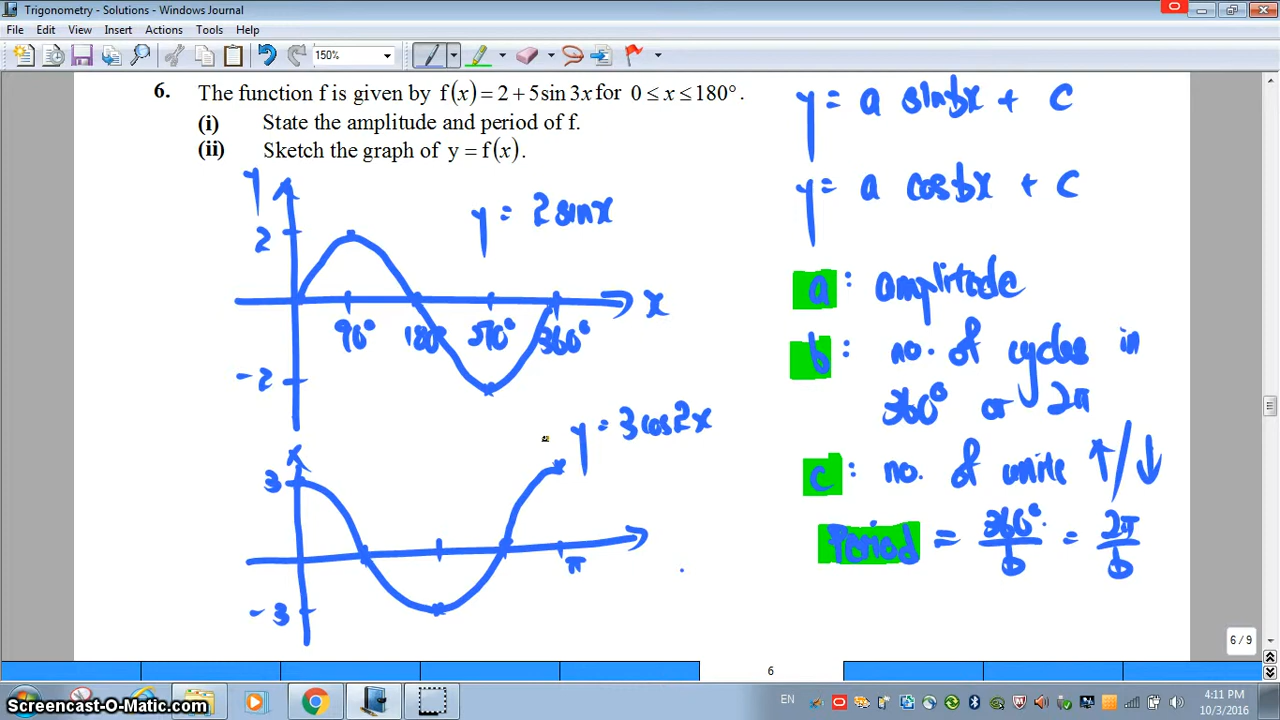 Trigonometry - Solutions - Windows Journal
File Edit View Insert Actions Tools Help
150%
6. The function f is given by f(x) = 2 + 5sin 3x for 0 ≤ x ≤ 180°.
(i) State the amplitude and period of f.
(ii) Sketch the graph of y = f(x).
y = a sin bx + c
y = a cos bx + c
y
y = 2 sin x
2
x
90° 180° 270° 360°
-2
a : amplitude
b : no. of cycles in
360° or 2π
y = 3 cos 2x
3
π
-3
c : no. of units ↑/↓
Period = 360°/b = 2π/b
6/9
6
EN
4:11 PM
10/3/2016
Screencast-O-Matic.com